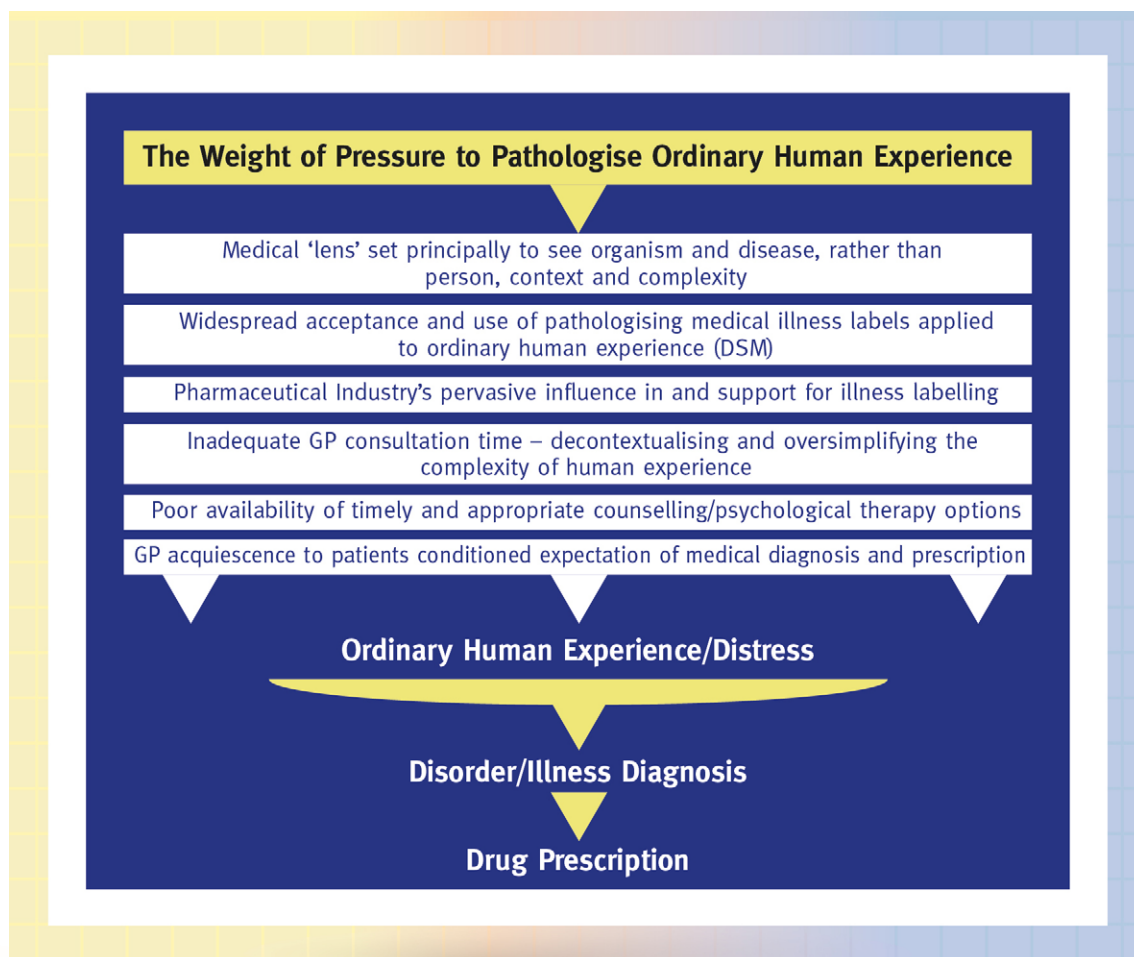 The Weight of Pressure to Pathologise Ordinary Human Experience
Medical ‘lens’ set principally to see organism and disease, rather than
person, context and complexity
Widespread acceptance and use of pathologising medical illness labels applied
to ordinary human experience (DSM)
Pharmaceutical Industry’s pervasive influence in and support for illness labelling
Inadequate GP consultation time – decontextualising and oversimplifying the
complexity of human experience
Poor availability of timely and appropriate counselling/psychological therapy options
GP acquiescence to patients conditioned expectation of medical diagnosis and prescription
Ordinary Human Experience/Distress
Disorder/Illness Diagnosis
Drug Prescription